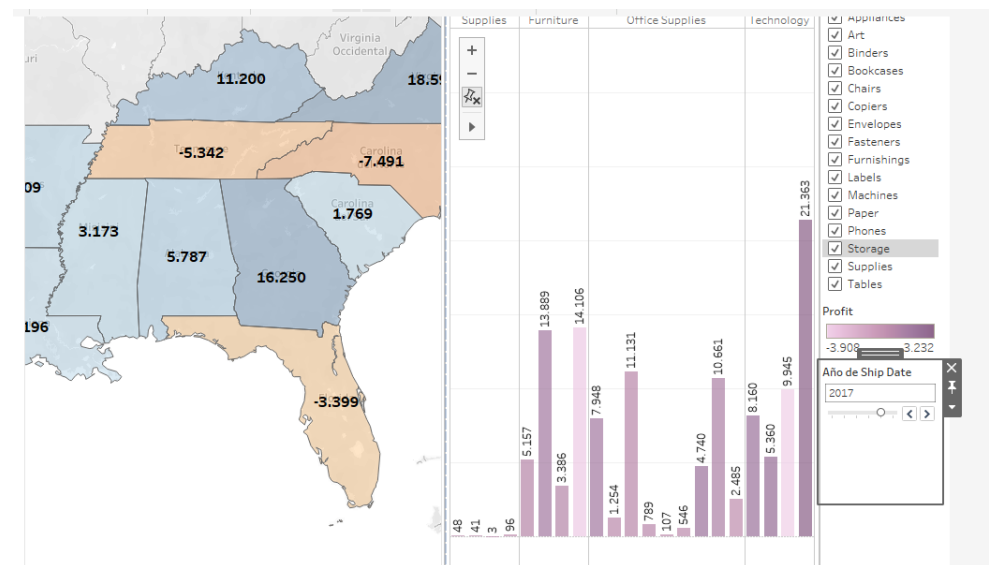 Virginia
Occidental
uri
11.200
18.59
-5.342
Carolina
-7.491
09
Carolina
1.769
3.173
5.787
16.250
196
-3.399
Supplies
Furniture
Office Supplies
Technology
48
41
3
96
5.157
13.889
3.386
14.106
7.948
1.254
11.131
789
107
546
4.740
10.661
2.485
8.160
5.360
9.945
21.363
Appliances
Art
Binders
Bookcases
Chairs
Copiers
Envelopes
Fasteners
Furnishings
Labels
Machines
Paper
Phones
Storage
Supplies
Tables
Profit
-3.908
3.232
Año de Ship Date
2017